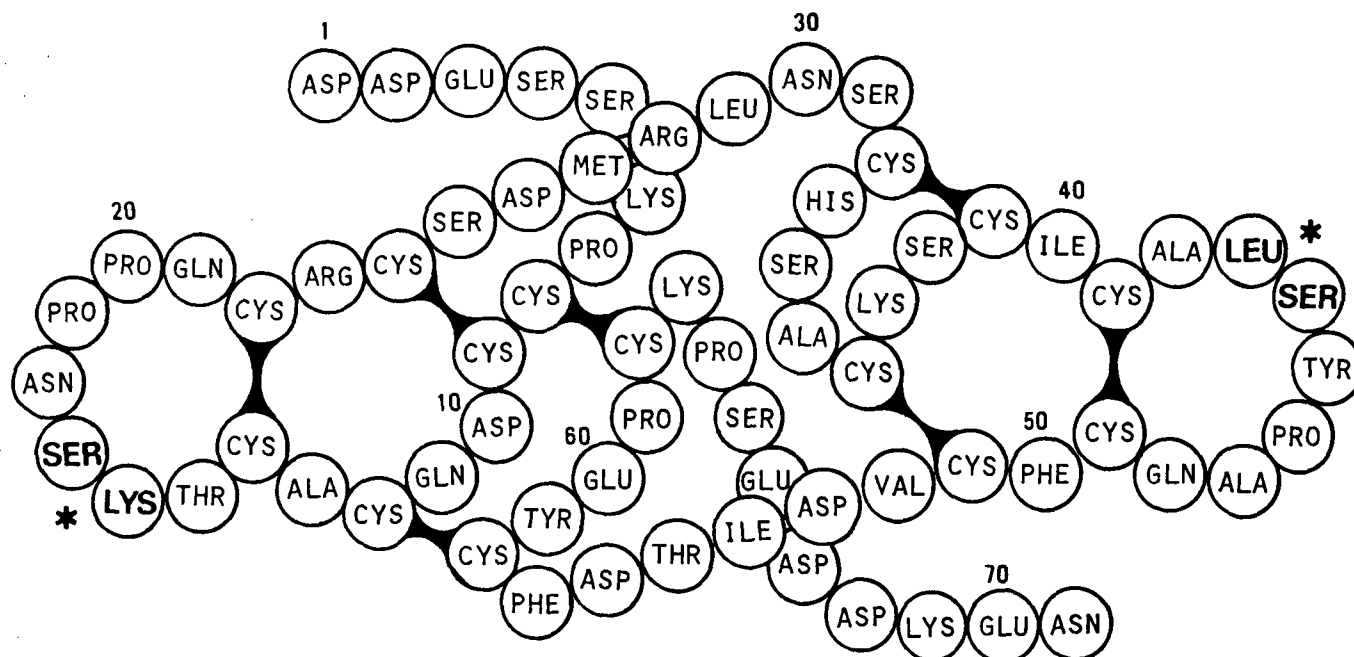 1 30
ASP ASP GLU SER SER LEU ASN SER
MET ARG CYS
ASP LYS HIS 40
20 SER PRO SER CYS ILE ALA LEU *
PRO GLN ARG CYS SER
PRO CYS CYS LYS LYS CYS SER
CYS CYS PRO ALA CYS TYR
ASN 10 ASP PRO SER 50 PRO
SER CYS GLN 60 GLU CYS
LYS THR ALA GLU VAL CYS PHE GLN ALA
* CYS TYR ILE ASP
CYS THR ASP
PHE ASP 70
ASP LYS GLU ASN